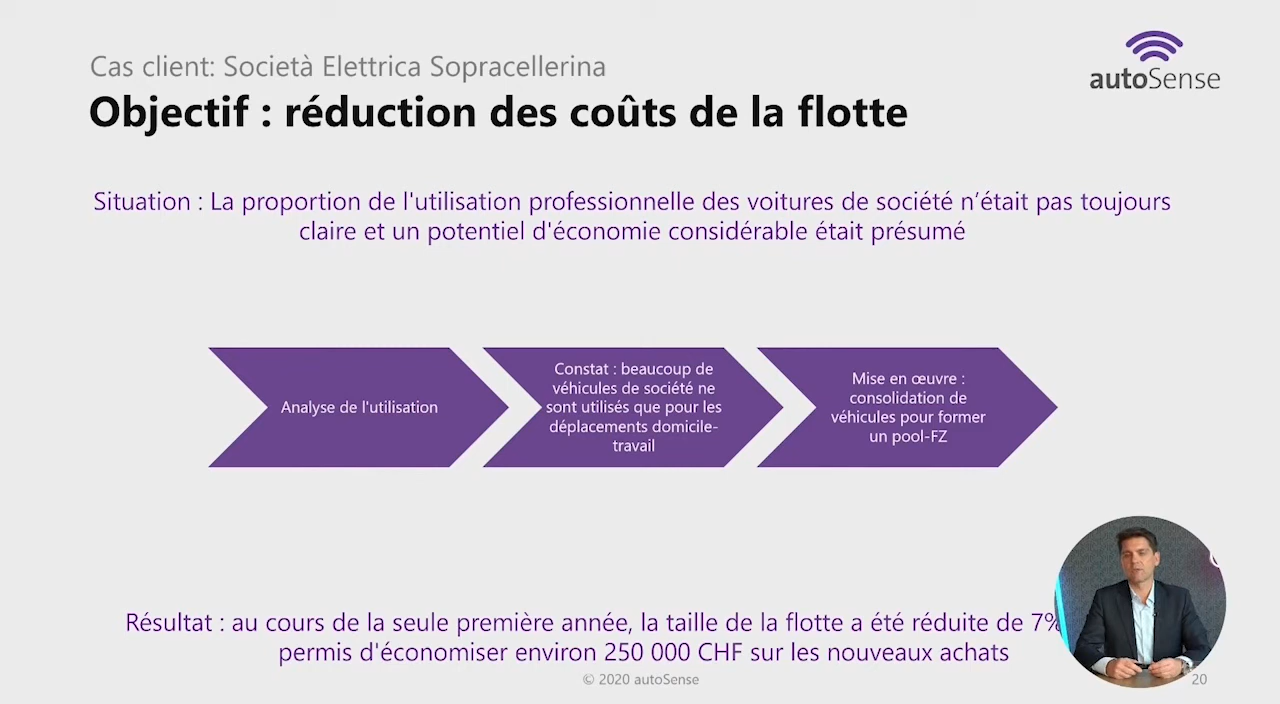 Cas client: Società Elettrica Sopracellerina
autoSense
Objectif : réduction des coûts de la flotte
Situation : La proportion de l'utilisation professionnelle des voitures de société n’était pas toujours
claire et un potentiel d'économie considérable était présumé
Analyse de l'utilisation
Constat : beaucoup de
véhicules de société ne
sont utilisés que pour les
déplacements domicile-
travail
Mise en œuvre :
consolidation de
véhicules pour former
un pool-FZ
Résultat : au cours de la seule première année, la taille de la flotte a été réduite de 7%
permis d'économiser environ 250 000 CHF sur les nouveaux achats
© 2020 autoSense
20